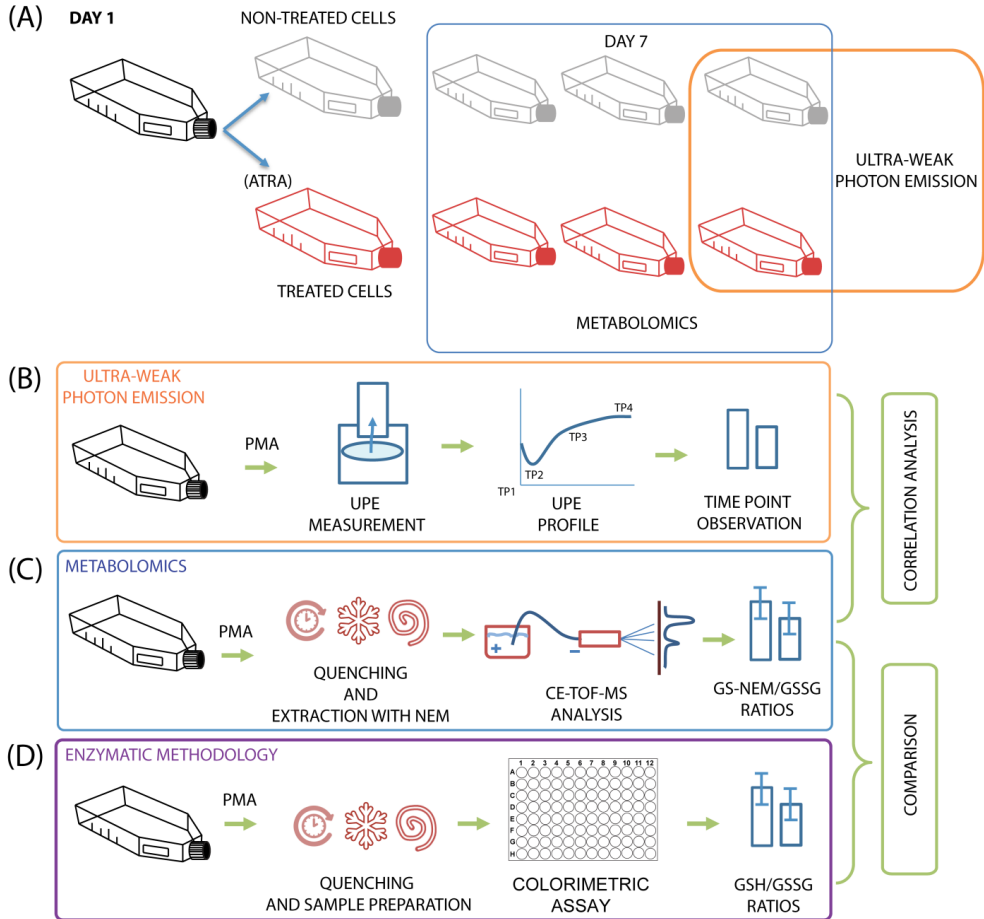 (A)
DAY 1
NON-TREATED CELLS
(ATRA)
TREATED CELLS
DAY 7
METABOLOMICS
ULTRA-WEAK
PHOTON EMISSION
(B)
ULTRA-WEAK
PHOTON EMISSION
PMA
UPE
MEASUREMENT
TP1
TP2
TP3
TP4
UPE
PROFILE
TIME POINT
OBSERVATION
CORRELATION ANALYSIS
(C)
METABOLOMICS
PMA
QUENCHING
AND
EXTRACTION WITH NEM
+
–
CE-TOF-MS
ANALYSIS
GS-NEM/GSSG
RATIOS
COMPARISON
(D)
ENZYMATIC METHODOLOGY
PMA
QUENCHING
AND SAMPLE PREPARATION
1 2 3 4 5 6 7 8 9 10 11 12
A
B
C
D
E
F
G
H
COLORIMETRIC
ASSAY
GSH/GSSG
RATIOS